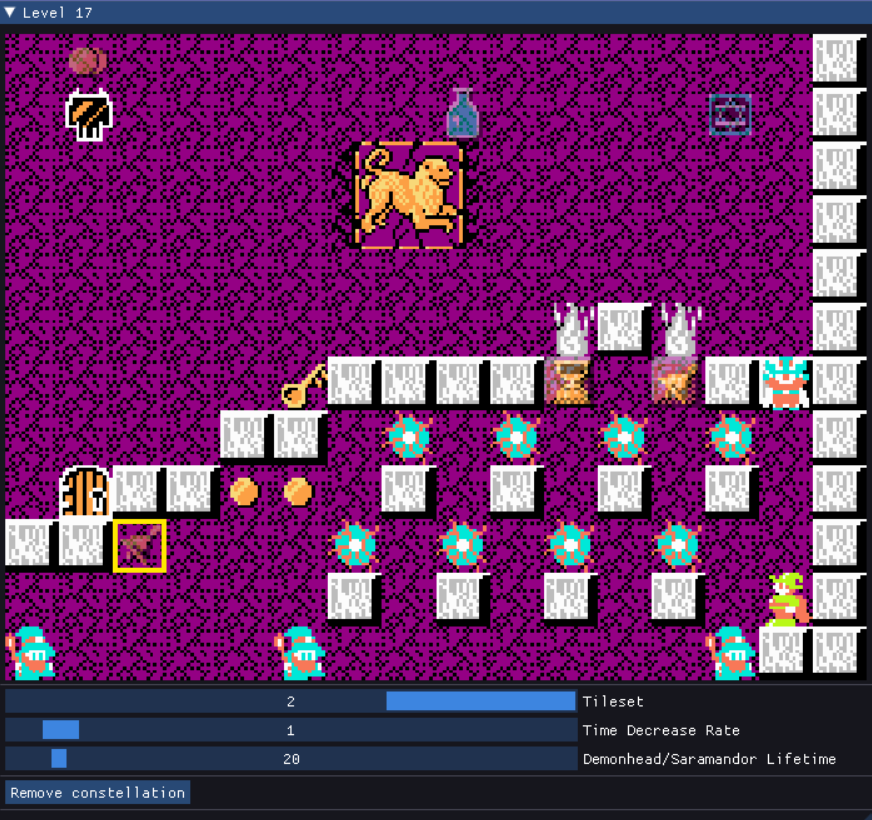 Level 17
2 Tileset
1 Time Decrease Rate
20 Demonhead/Saramandor Lifetime
Remove constellation